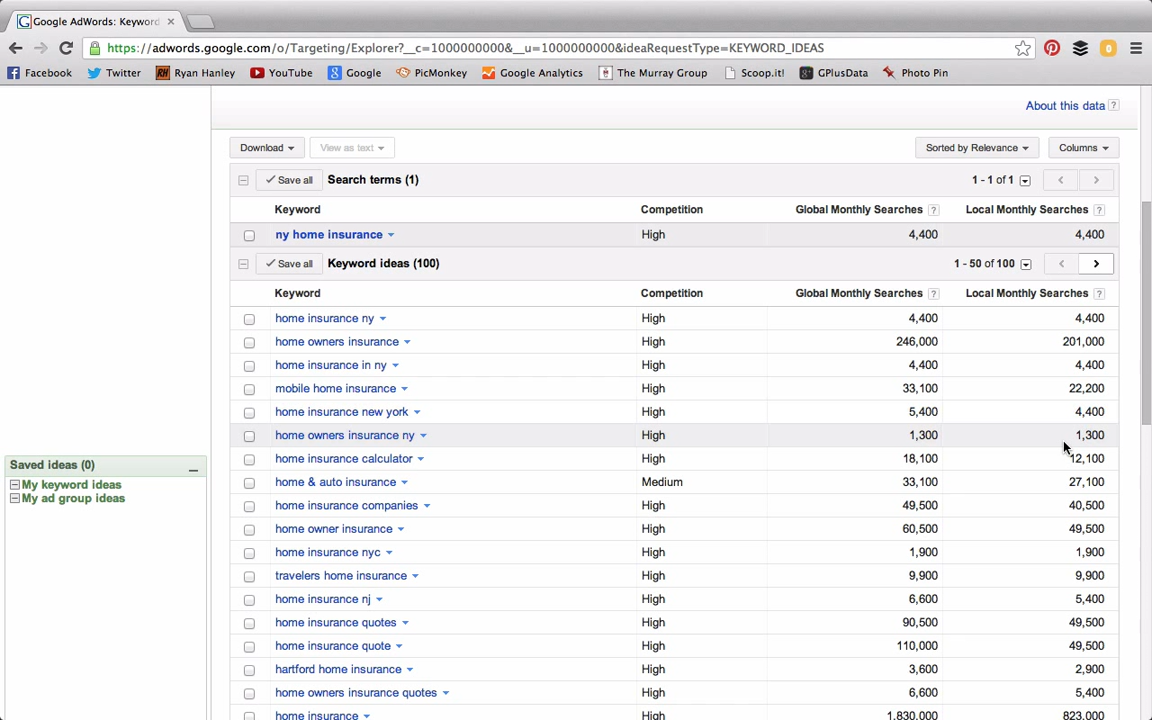 Google AdWords: Keyword
https://adwords.google.com/o/Targeting/Explorer?__c=1000000000&__u=1000000000&ideaRequestType=KEYWORD_IDEAS
Facebook Twitter RH Ryan Hanley YouTube Google PicMonkey Google Analytics The Murray Group Scoop.it! GPlusData Photo Pin
About this data ?
Download View as text Sorted by Relevance Columns
Save all Search terms (1) 1 - 1 of 1
Keyword Competition Global Monthly Searches ? Local Monthly Searches ?
ny home insurance High 4,400 4,400
Save all Keyword ideas (100) 1 - 50 of 100
Keyword Competition Global Monthly Searches ? Local Monthly Searches ?
home insurance ny High 4,400 4,400
home owners insurance High 246,000 201,000
home insurance in ny High 4,400 4,400
mobile home insurance High 33,100 22,200
home insurance new york High 5,400 4,400
home owners insurance ny High 1,300 1,300
home insurance calculator High 18,100 12,100
home & auto insurance Medium 33,100 27,100
home insurance companies High 49,500 40,500
home owner insurance High 60,500 49,500
home insurance nyc High 1,900 1,900
travelers home insurance High 9,900 9,900
home insurance nj High 6,600 5,400
home insurance quotes High 90,500 49,500
home insurance quote High 110,000 49,500
hartford home insurance High 3,600 2,900
home owners insurance quotes High 6,600 5,400
home insurance High 1,830,000 823,000
Saved ideas (0)
My keyword ideas
My ad group ideas